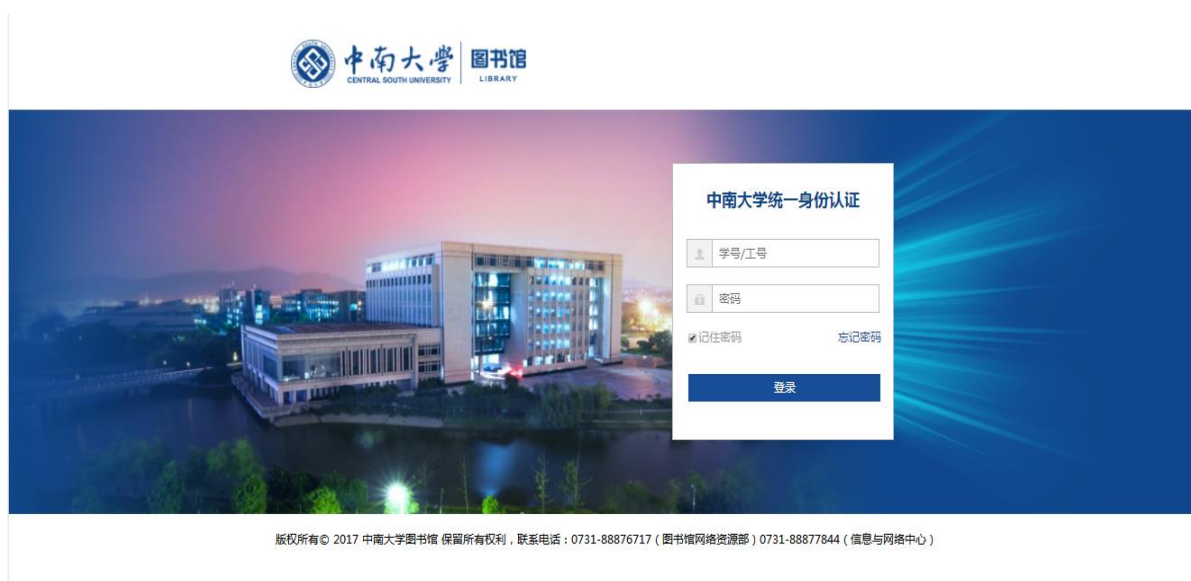 中南大學
CENTRAL SOUTH UNIVERSITY
图书馆
LIBRARY
中南大学统一身份认证
学号/工号
密码
记住密码 忘记密码
登录
版权所有© 2017 中南大学图书馆 保留所有权利，联系电话：0731-88876717（图书馆网络资源部）0731-88877844（信息与网络中心）